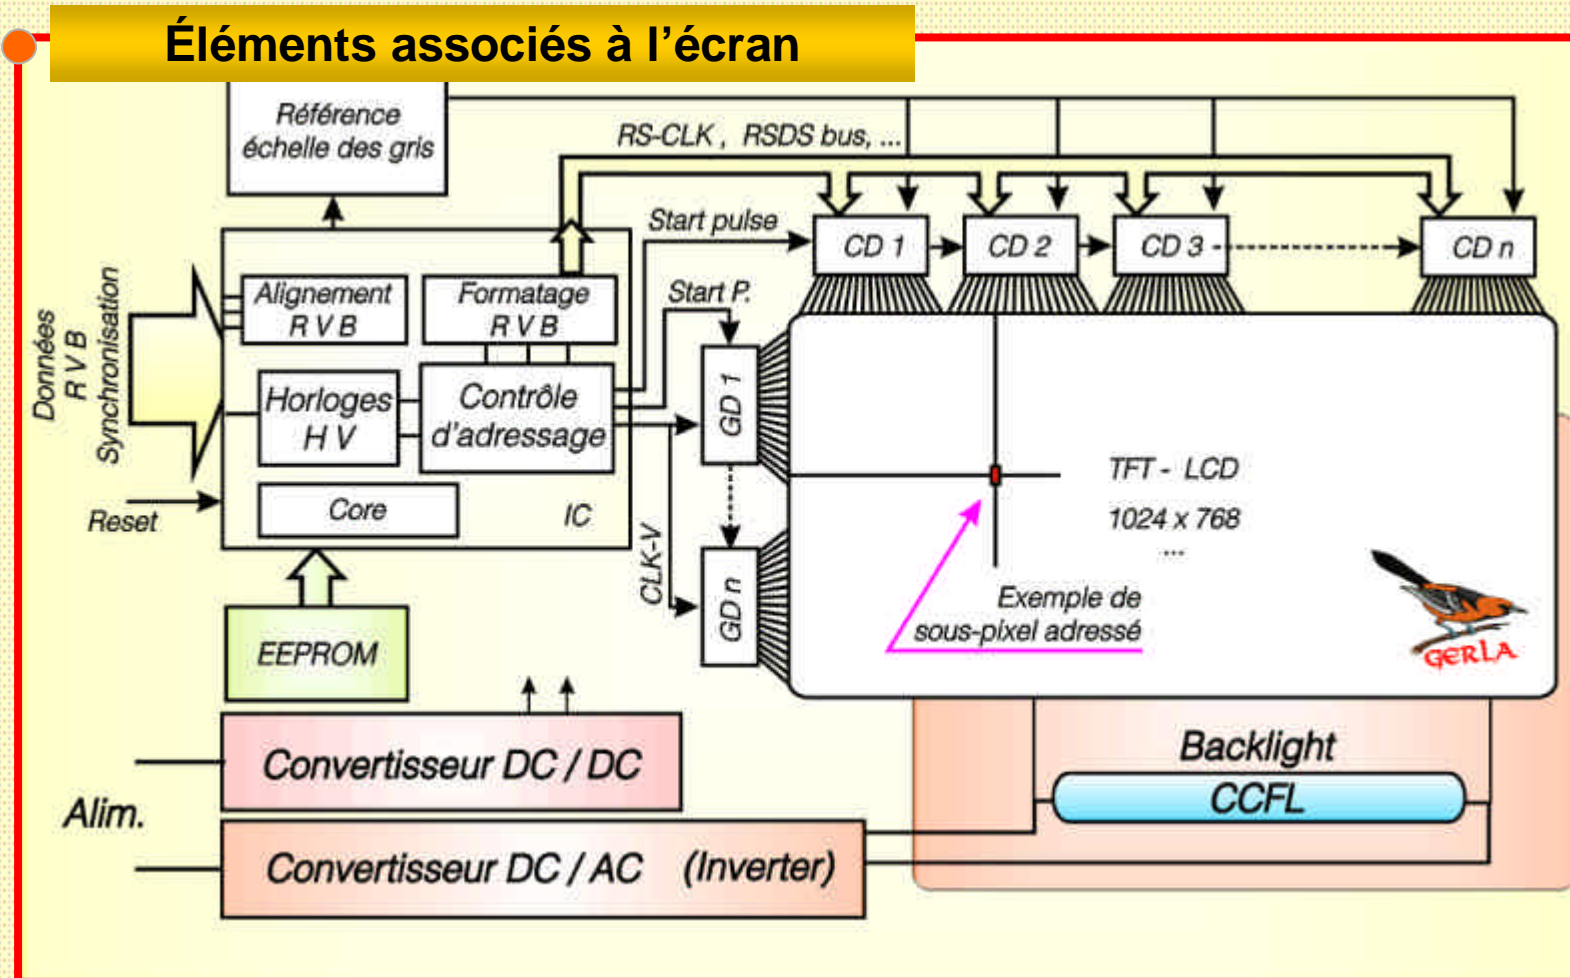 Éléments associés à l'écran
Référence
échelle des gris
RS-CLK , RSDS bus, ...
Start pulse
CD 1
CD 2
CD 3
CD n
Données
R V B
Synchronisation
Alignement
R V B
Formatage
R V B
Start P.
Horloges
H V
Contrôle
d'adressage
GD 1
Core
IC
Reset
CLK-V
GD n
TFT - LCD
1024 x 768
...
Exemple de
sous-pixel adressé
GERLA
EEPROM
Alim.
Convertisseur DC / DC
Convertisseur DC / AC (Inverter)
Backlight
CCFL